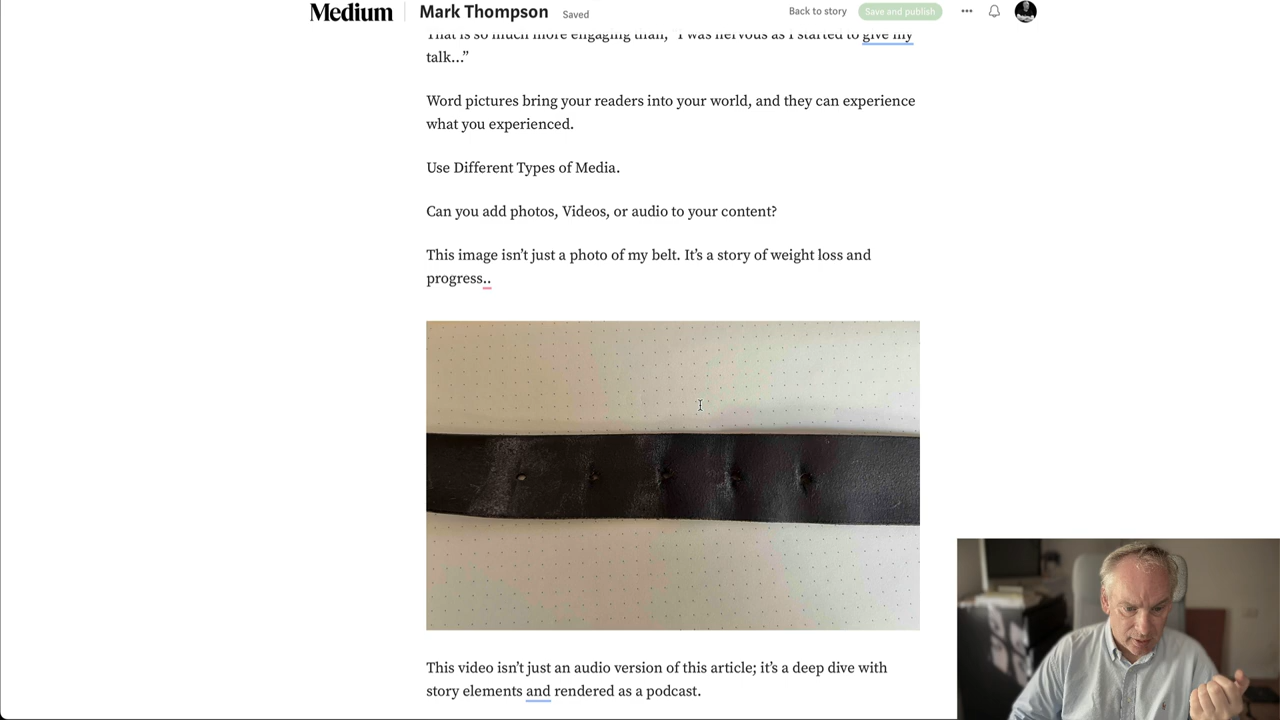 Medium
Mark Thompson
Saved
Back to story
Save and publish
That is so much more engaging than, “I was nervous as I started to give my
talk…”
Word pictures bring your readers into your world, and they can experience
what you experienced.
Use Different Types of Media.
Can you add photos, Videos, or audio to your content?
This image isn’t just a photo of my belt. It’s a story of weight loss and
progress..
This video isn’t just an audio version of this article; it’s a deep dive with
story elements and rendered as a podcast.